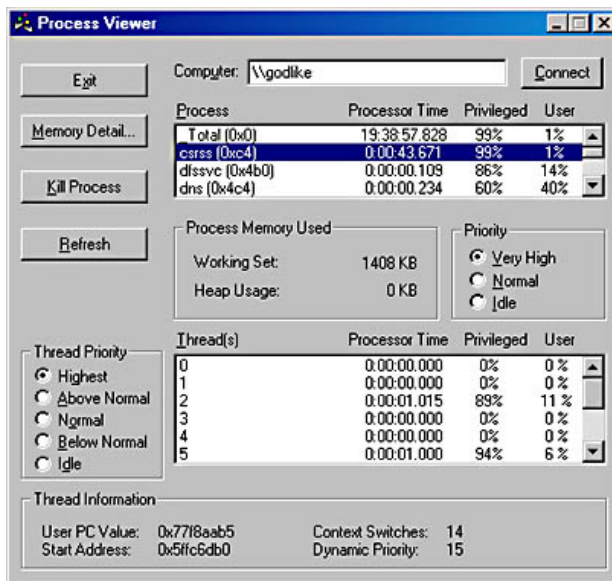 Process Viewer
Exit
Computer: \\godlike
Connect
Memory Detail...
Kill Process
Refresh
Process Processor Time Privileged User
_Total (0x0) 19:38:57.828 99% 1%
csrss (0xc4) 0:00:43.671 99% 1%
dfssvc (0x4b0) 0:00:00.109 86% 14%
dns (0x4c4) 0:00:00.234 60% 40%
Process Memory Used
Working Set: 1408 KB
Heap Usage: 0 KB
Priority
Very High
Normal
Idle
Thread Priority
Highest
Above Normal
Normal
Below Normal
Idle
Thread(s) Processor Time Privileged User
0 0:00:00.000 0% 0 %
1 0:00:00.000 0% 0 %
2 0:00:01.015 89% 11 %
3 0:00:00.000 0% 0 %
4 0:00:00.000 0% 0 %
5 0:00:01.000 94% 6 %
Thread Information
User PC Value: 0x77f8aab5 Context Switches: 14
Start Address: 0x5ffc6db0 Dynamic Priority: 15